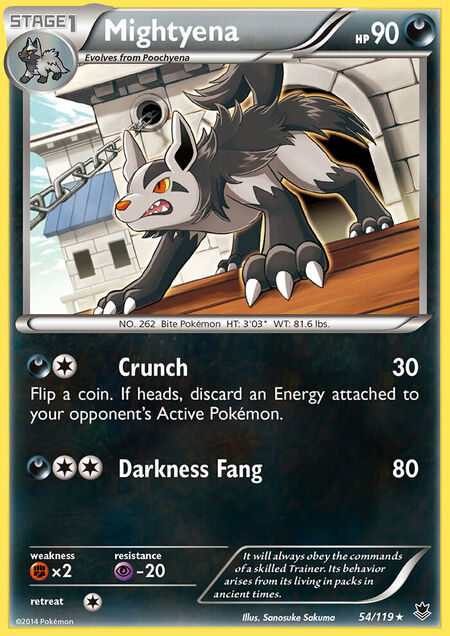 STAGE1
Mightyena
HP90
Evolves from Poochyena
NO. 262 Bite Pokémon HT: 3'03" WT: 81.6 lbs.
Crunch 30
Flip a coin. If heads, discard an Energy attached to
your opponent's Active Pokémon.
Darkness Fang 80
weakness resistance
×2 -20
retreat
It will always obey the commands
of a skilled Trainer. Its behavior
arises from its living in packs in
ancient times.
©2014 Pokémon
Illus. Sanosuke Sakuma
54/119★